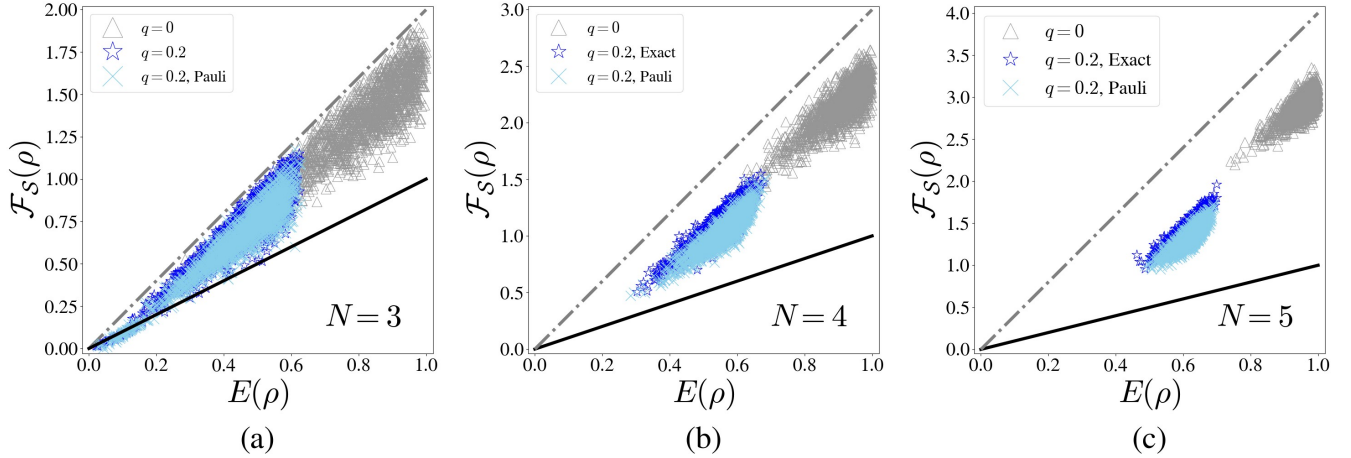 2.00
1.75
1.50
1.25
1.00
0.75
0.50
0.25
0.00
0.0 0.2 0.4 0.6 0.8 1.0
q = 0
q = 0.2
q = 0.2, Pauli
N = 3
𝓕_𝒮(ρ)
E(ρ)
(a)
3.0
2.5
2.0
1.5
1.0
0.5
0.0
0.0 0.2 0.4 0.6 0.8 1.0
q = 0
q = 0.2, Exact
q = 0.2, Pauli
N = 4
𝓕_𝒮(ρ)
E(ρ)
(b)
4.0
3.5
3.0
2.5
2.0
1.5
1.0
0.5
0.0
0.0 0.2 0.4 0.6 0.8 1.0
q = 0
q = 0.2, Exact
q = 0.2, Pauli
N = 5
𝓕_𝒮(ρ)
E(ρ)
(c)